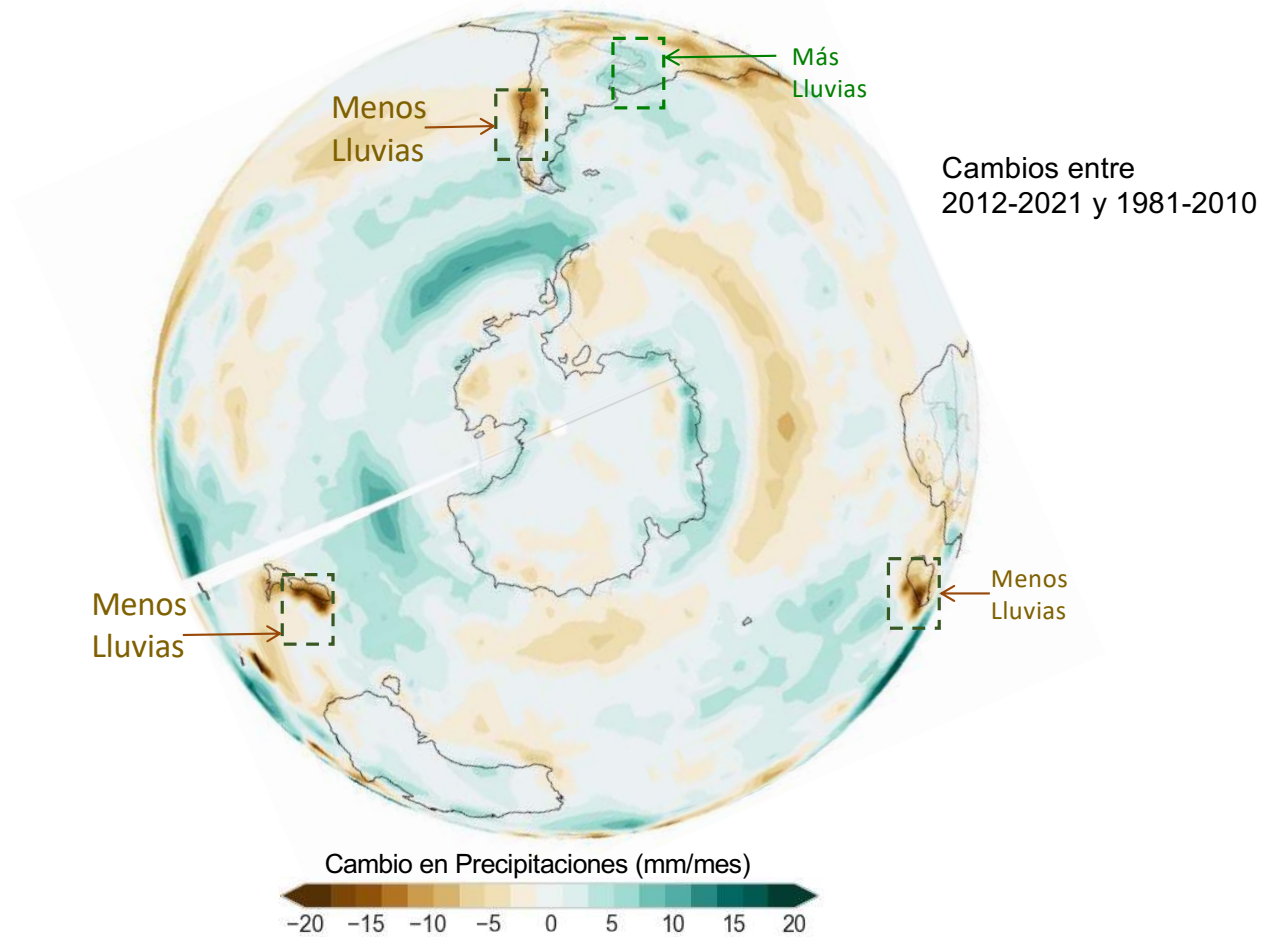 Más
Lluvias
Menos
Lluvias
Cambios entre
2012-2021 y 1981-2010
Menos
Lluvias
Menos
Lluvias
Cambio en Precipitaciones (mm/mes)
−20 −15 −10 −5 0 5 10 15 20